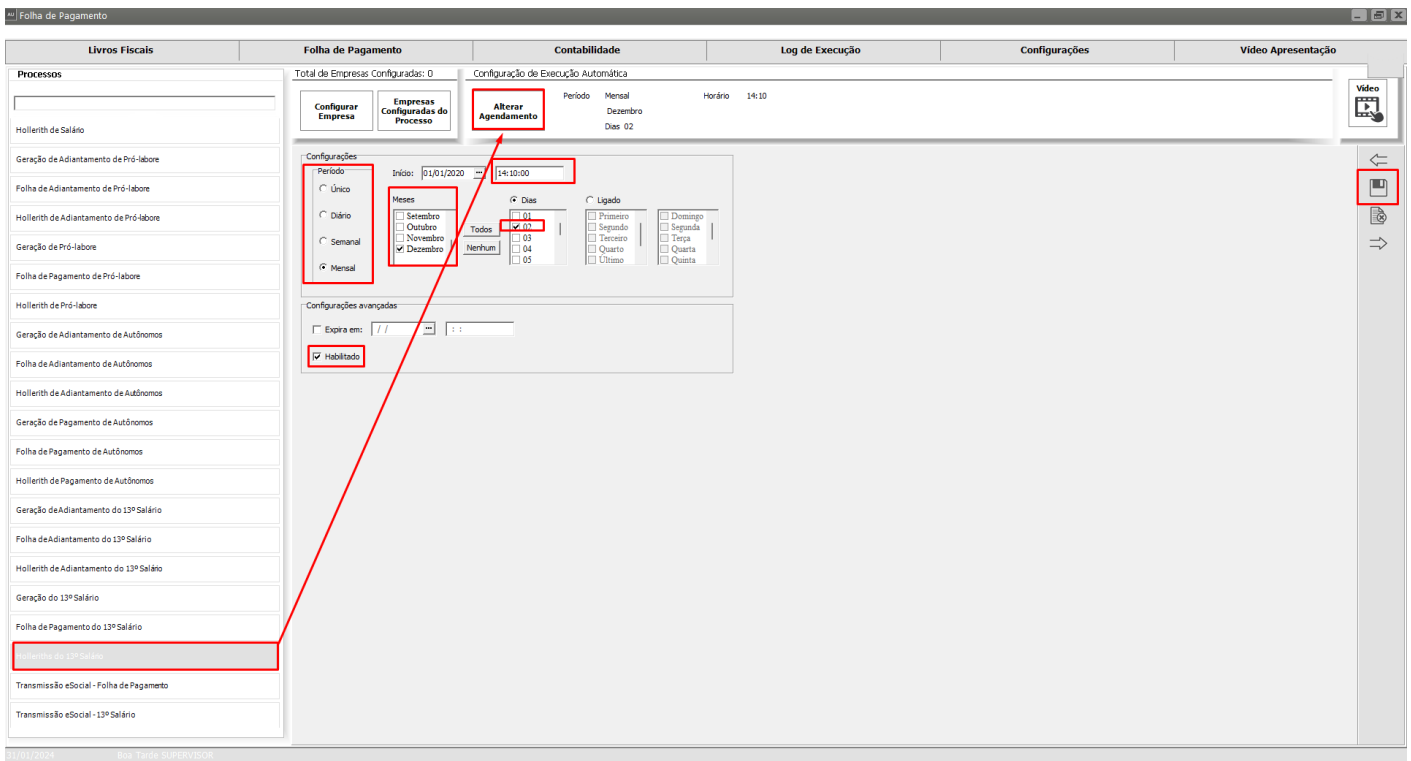 AU Folha de Pagamento
Livros Fiscais Folha de Pagamento Contabilidade Log de Execução Configurações Vídeo Apresentação
Processos
Total de Empresas Configuradas: 0
Configuração de Execução Automática
Configurar Empresa
Empresas Configuradas do Processo
Alterar Agendamento
Período Mensal Horário 14:10
Dezembro
Dias 02
Vídeo
Hollerith de Salário
Geração de Adiantamento de Pró-labore
Folha de Adiantamento de Pró-labore
Hollerith de Adiantamento de Pró-labore
Geração de Pró-labore
Folha de Pagamento de Pró-labore
Hollerith de Pró-labore
Geração de Adiantamento de Autônomos
Folha de Adiantamento de Autônomos
Hollerith de Adiantamento de Autônomos
Geração de Pagamento de Autônomos
Folha de Pagamento de Autônomos
Hollerith de Pagamento de Autônomos
Geração deAdiantamento do 13º Salário
Folha deAdiantamento do 13º Salário
Hollerith de Adiantamento do 13º Salário
Geração do 13º Salário
Folha de Pagamento do 13º Salário
Hollerith do 13º Salário
Transmissão eSocial - Folha de Pagamento
Transmissão eSocial -13º Salário
Configurações
Período
Único
Diário
Semanal
Mensal
Início: 01/01/2020 ... 14:10:00
Meses
Setembro
Outubro
Novembro
Dezembro
Todos
Nenhum
Dias
01
02
03
04
05
Ligado
Primeiro
Segundo
Terceiro
Quarto
Último
Domingo
Segunda
Terça
Quarta
Quinta
Configurações avançadas
Expira em: / / ... : :
Habilitado
31/01/2024 Boa Tarde SUPERVISOR